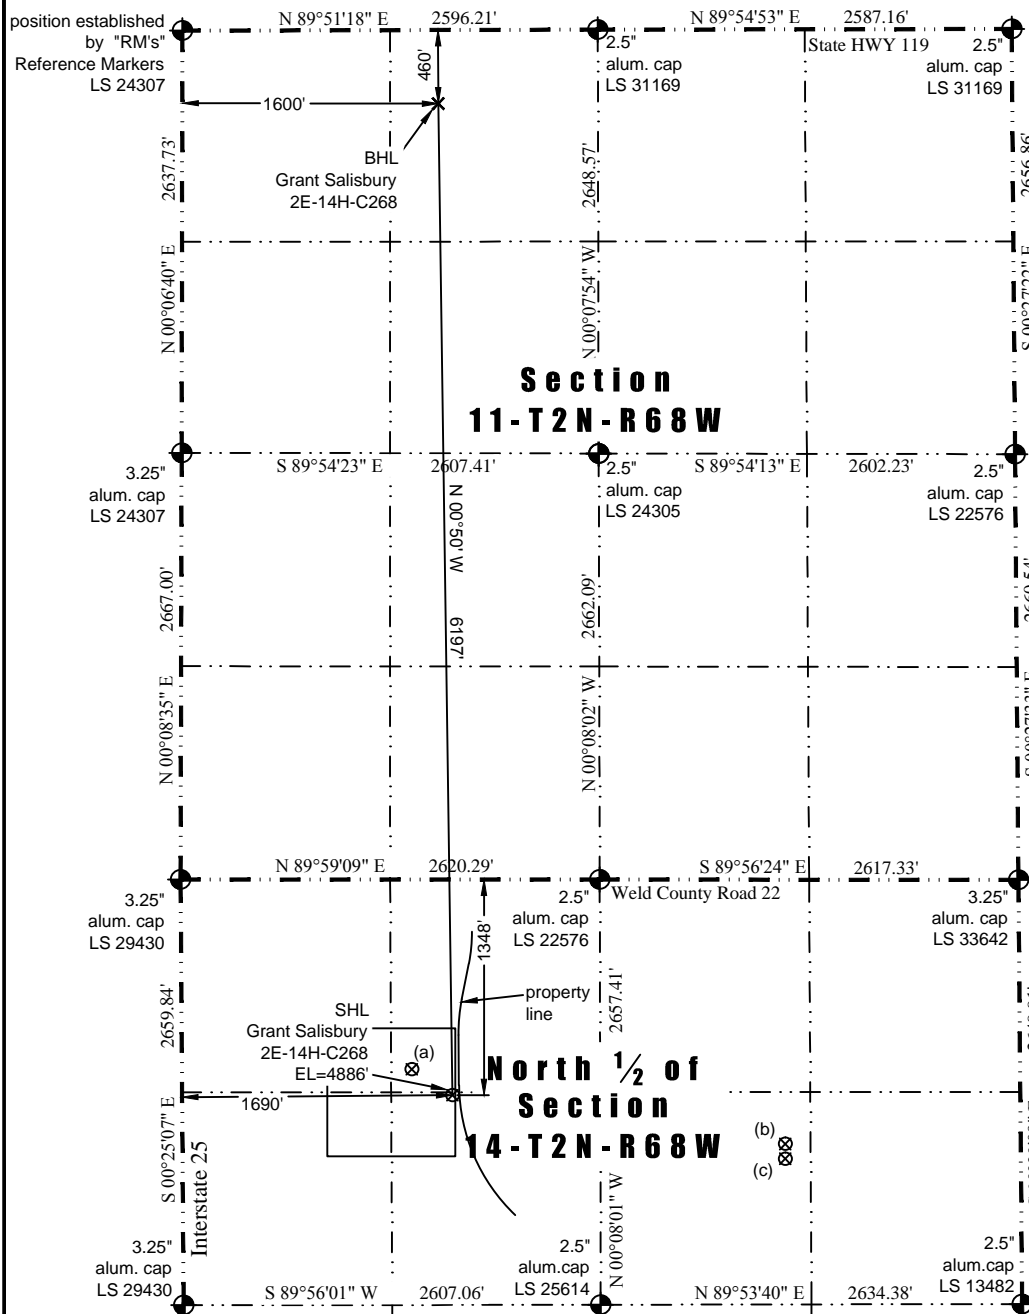 position established
by "RM's"
Reference Markers
LS 24307
N 89°51'18" E 2596.21'
N 89°54'53" E 2587.16'
State HWY 119
2.5"
alum. cap
LS 31169
2.5"
alum. cap
LS 31169
460'
1600'
BHL
Grant Salisbury
2E-14H-C268
2637.73'
N 00°06'40" E
2648.57'
N 00°07'54" W
2656.86'
S 00°27'22" E
Section
11-T2N-R68W
3.25"
alum. cap
LS 24307
S 89°54'23" E 2607.41'
2.5"
alum. cap
LS 24305
S 89°54'13" E 2602.23'
2.5"
alum. cap
LS 22576
N 00°50' W 6197'
2667.00'
N 00°08'35" E
2662.09'
N 00°08'02" W
N 89°59'09" E 2620.29'
S 89°56'24" E 2617.33'
3.25"
alum. cap
LS 29430
2.5"
alum. cap
LS 22576
Weld County Road 22
3.25"
alum. cap
LS 33642
1348'
property
line
2659.84'
S 00°25'07" E
2657.41'
N 00°08'01" W
SHL
Grant Salisbury
2E-14H-C268
EL=4886'
(a)
1690'
North ½ of
Section
14-T2N-R68W
(b)
(c)
Interstate 25
3.25"
alum. cap
LS 29430
S 89°56'01" W 2607.06'
2.5"
alum.cap
LS 25614
N 89°53'40" E 2634.38'
2.5"
alum.cap
LS 13482